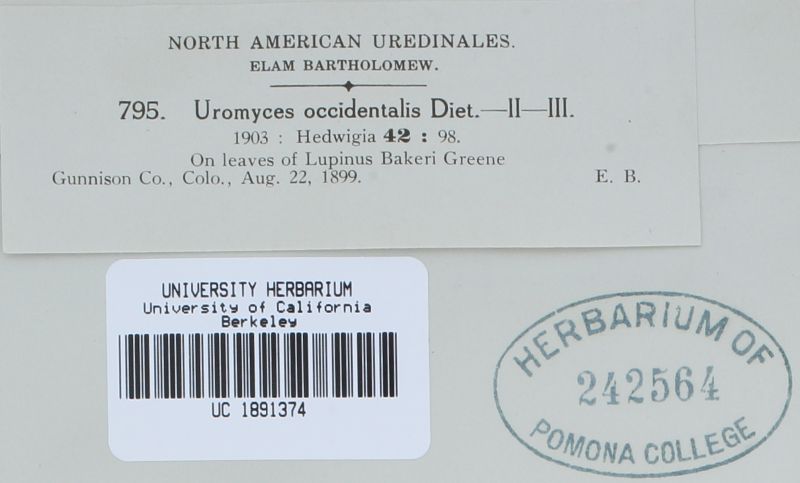 NORTH AMERICAN UREDINALES.
ELAM BARTHOLOMEW.
795. Uromyces occidentalis Diet.—II—III.
1903 : Hedwigia 42 : 98.
On leaves of Lupinus Bakeri Greene
Gunnison Co., Colo., Aug. 22, 1899. E. B.
UNIVERSITY HERBARIUM
University of California
Berkeley
UC 1891374
HERBARIUM OF
242564
POMONA COLLEGE